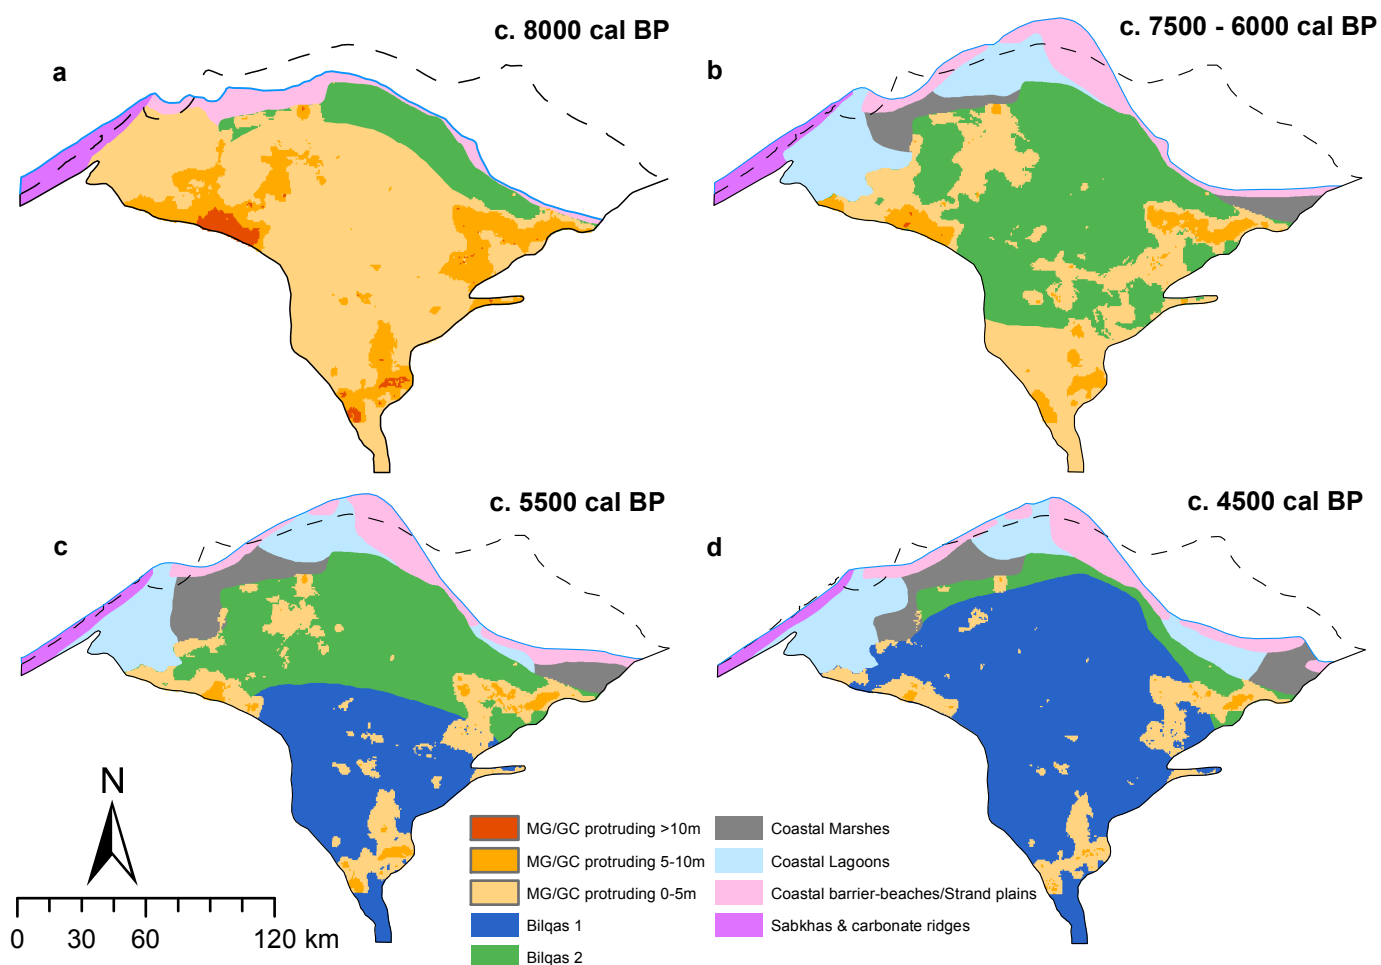 c. 8000 cal BP
a
c. 7500 - 6000 cal BP
b
c. 5500 cal BP
c
c. 4500 cal BP
d
N
0 30 60 120 km
MG/GC protruding >10m
MG/GC protruding 5-10m
MG/GC protruding 0-5m
Bilqas 1
Bilqas 2
Coastal Marshes
Coastal Lagoons
Coastal barrier-beaches/Strand plains
Sabkhas & carbonate ridges